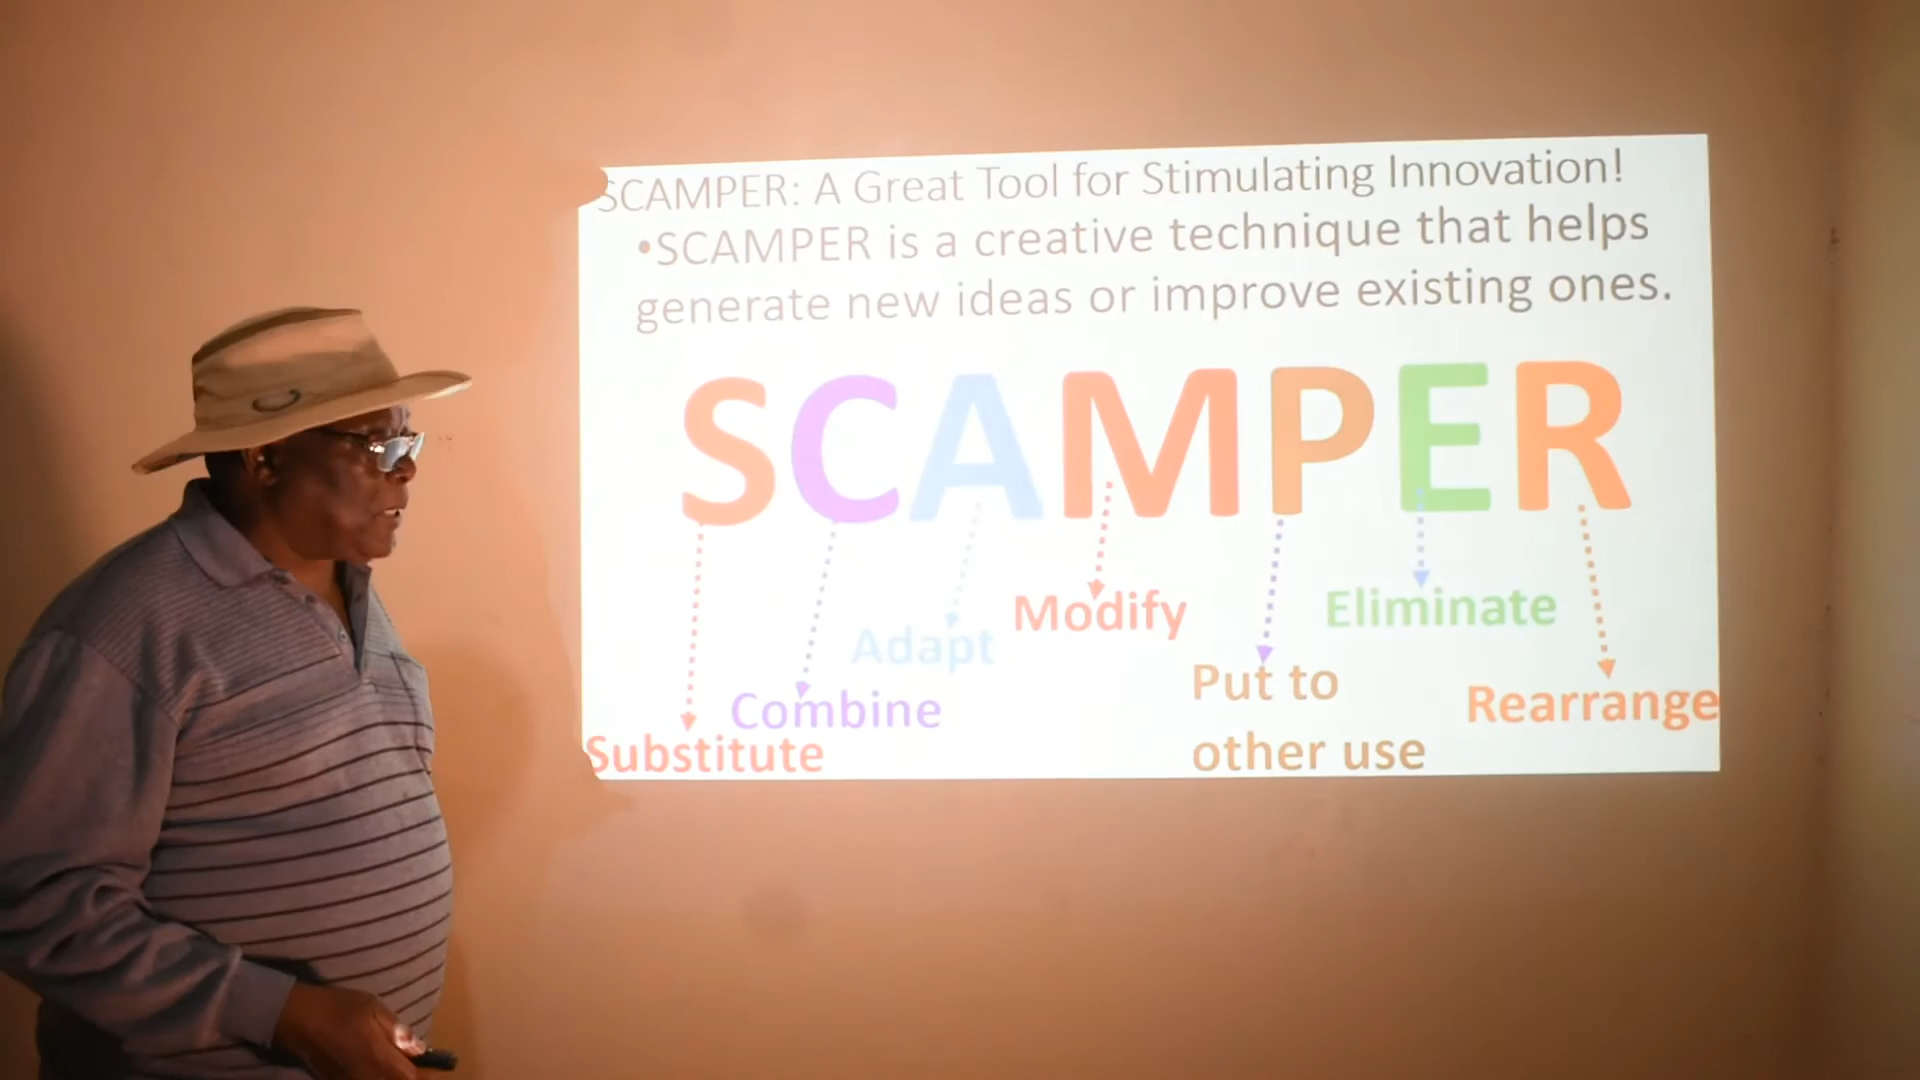 SCAMPER: A Great Tool for Stimulating Innovation!
•SCAMPER is a creative technique that helps
generate new ideas or improve existing ones.
SCAMPER
Substitute
Combine
Adapt
Modify
Put to
other use
Eliminate
Rearrange